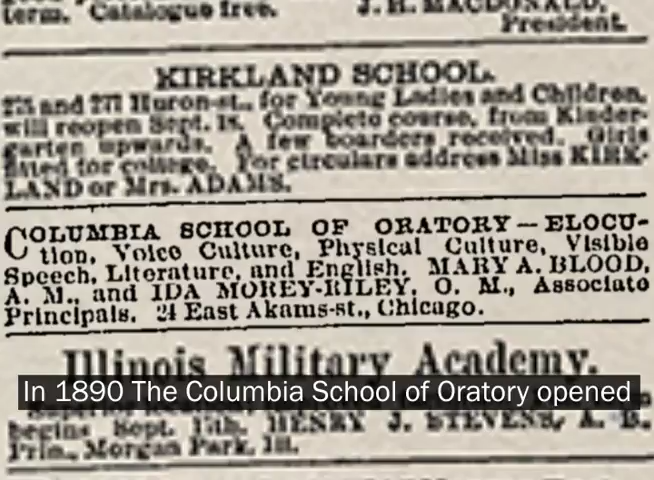 term. Catalogue free. J. H. MACDONALD,
President.
KIRKLAND SCHOOL.
275 and 277 Huron-st., for Young Ladies and Children,
will reopen Sept. 18. Complete course, from Kinder-
garten upwards. A few boarders received. Girls
fitted for college. For circulars address Miss KIRK-
LAND or Mrs. ADAMS.
COLUMBIA SCHOOL OF ORATORY — ELOCU-
tion, Voice Culture, Physical Culture, Visible
Speech, Literature, and English. MARY A. BLOOD,
A. M., and IDA MOREY-RILEY, O. M., Associate
Principals. 24 East Akams-st., Chicago.
Illinois Military Academy.
In 1890 The Columbia School of Oratory opened
begins Sept. 15th. HENRY J. STEVENS, A. B.
Prin., Morgan Park, Ill.